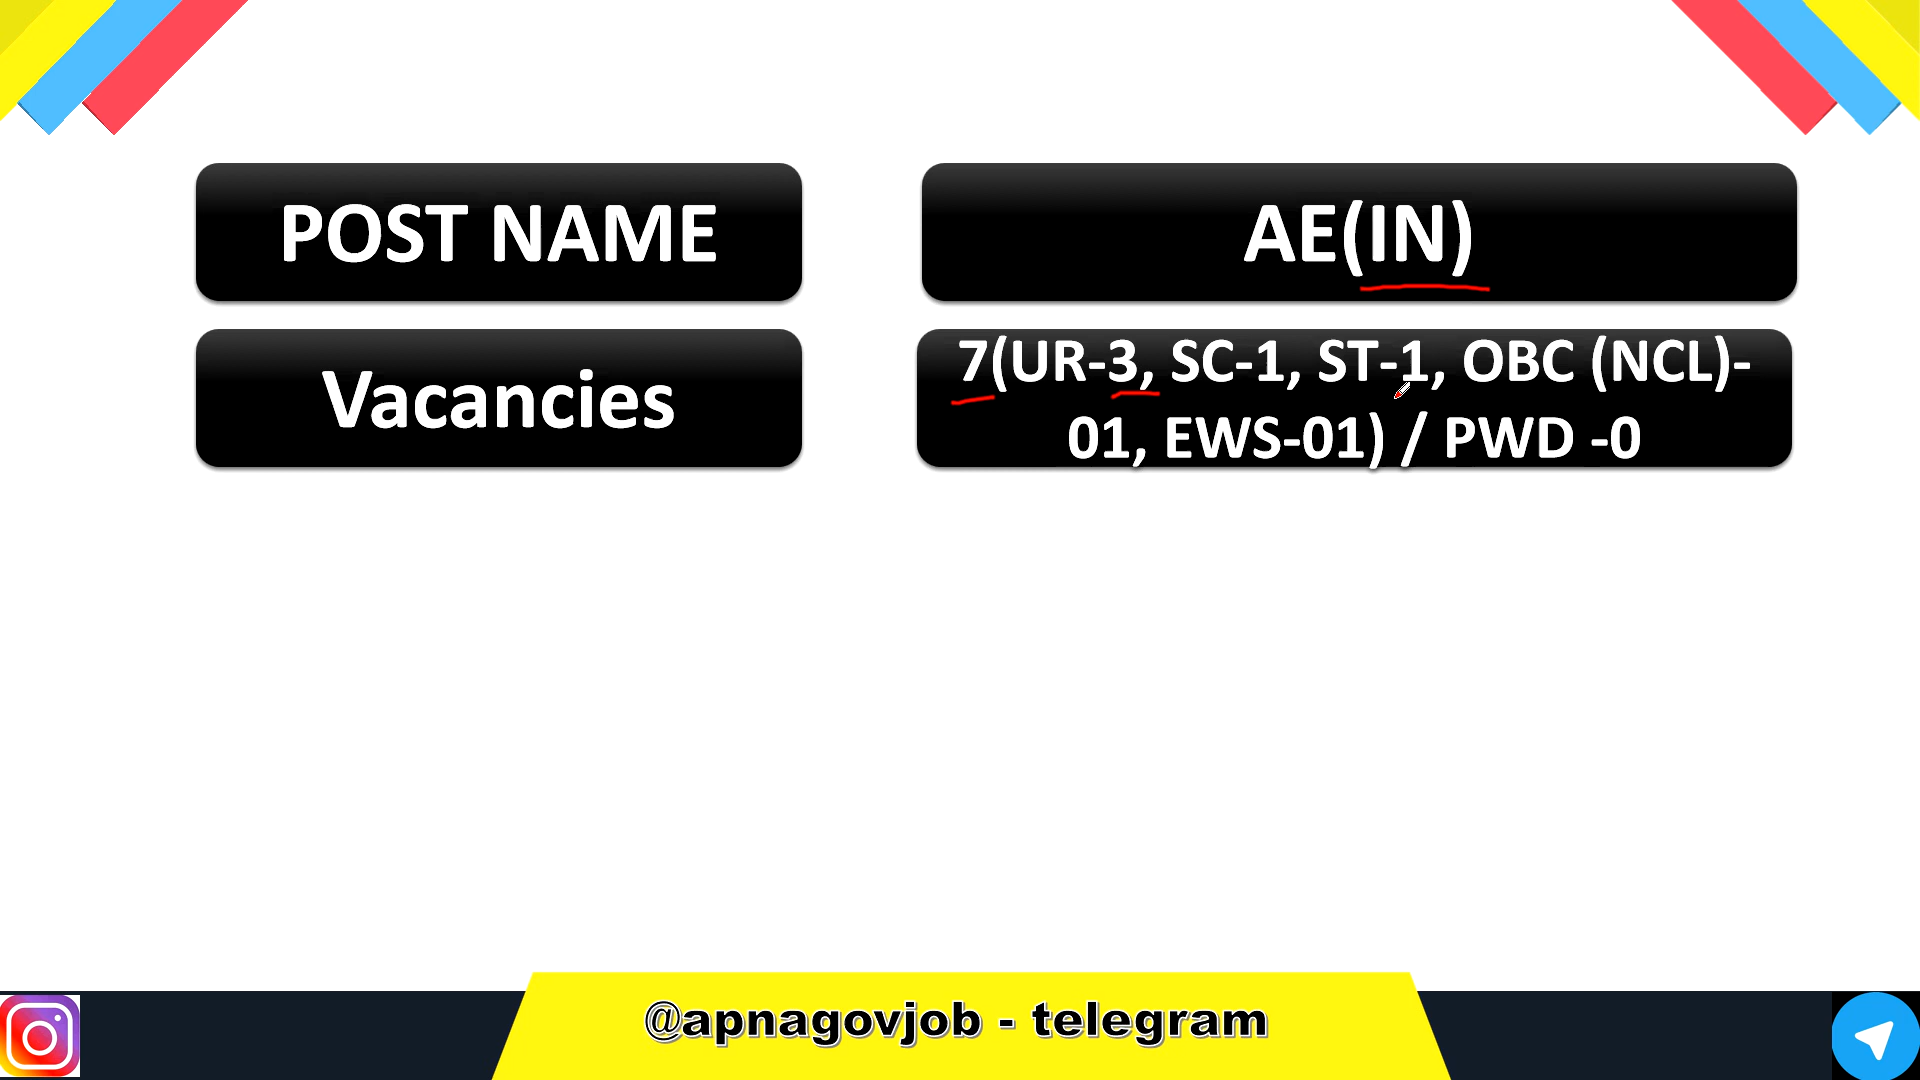 POST NAME
AE(IN)
Vacancies
7(UR-3, SC-1, ST-1, OBC (NCL)-
01, EWS-01) / PWD -0
@apnagovjob - telegram